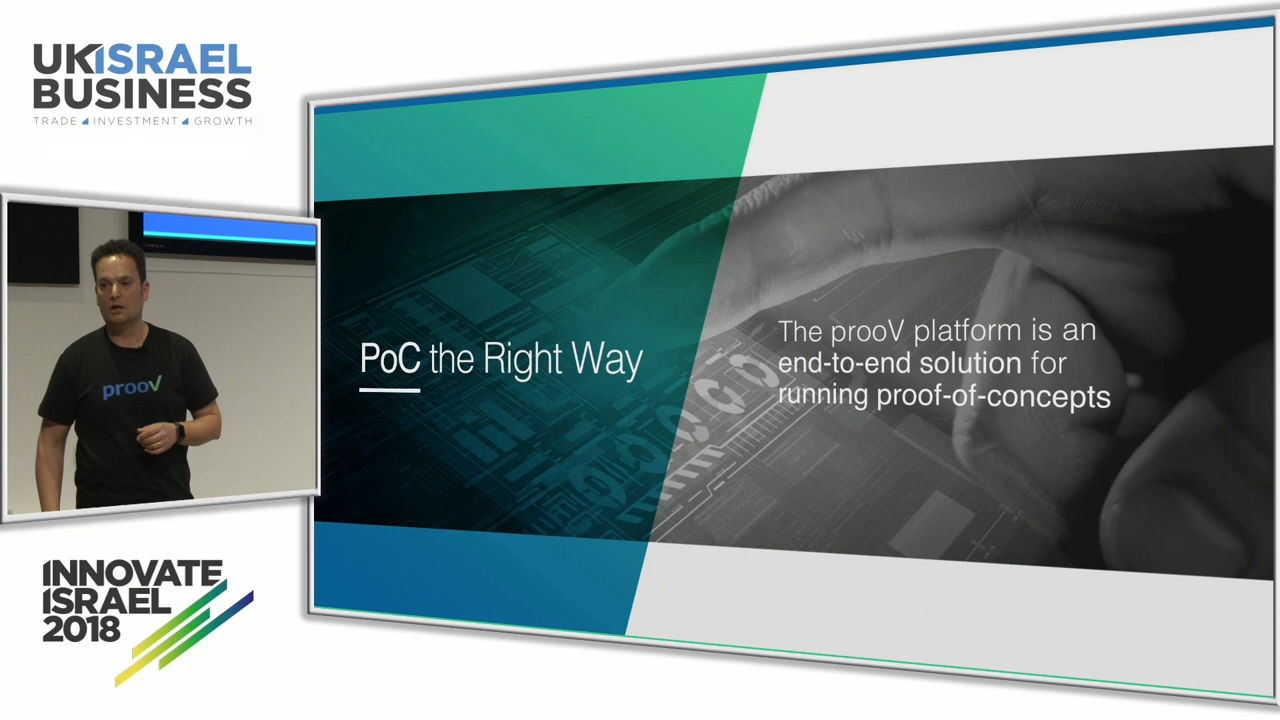 UKISRAEL
BUSINESS
TRADE INVESTMENT GROWTH
prooV
INNOVATE
ISRAEL
2018
PoC the Right Way
The prooV platform is an
end-to-end solution for
running proof-of-concepts